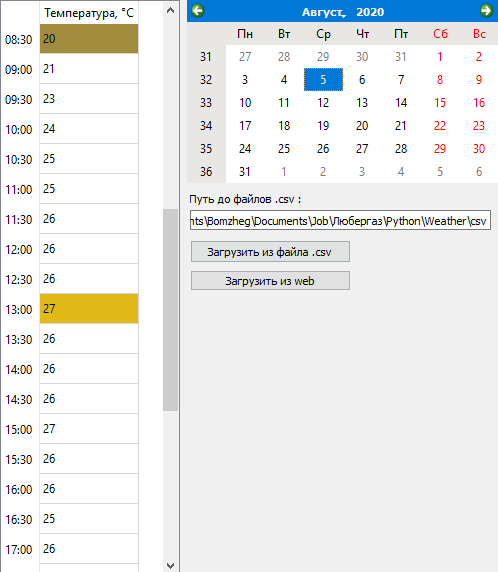 Температура, °C
08:30 20
09:00 21
09:30 23
10:00 24
10:30 25
11:00 25
11:30 26
12:00 26
12:30 26
13:00 27
13:30 26
14:00 26
14:30 26
15:00 27
15:30 26
16:00 26
16:30 25
17:00 26
Август, 2020
Пн Вт Ср Чт Пт Сб Вс
31 27 28 29 30 31 1 2
32 3 4 5 6 7 8 9
33 10 11 12 13 14 15 16
34 17 18 19 20 21 22 23
35 24 25 26 27 28 29 30
36 31 1 2 3 4 5 6
Путь до файлов .csv :
nts\Bomzheg\Documents\Job\Любергаз\Python\Weather\csv
Загрузить из файла .csv
Загрузить из web